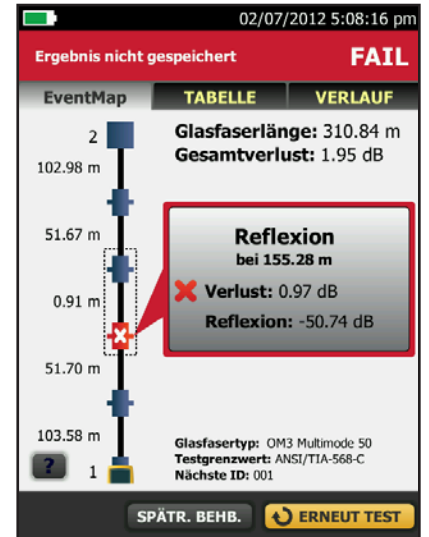 02/07/2012 5:08:16 pm
Ergebnis nicht gespeichert FAIL
EventMap TABELLE VERLAUF
Glasfaserlänge: 310.84 m
Gesamtverlust: 1.95 dB
2
102.98 m
51.67 m
0.91 m
51.70 m
103.58 m
1
Reflexion
bei 155.28 m
Verlust: 0.97 dB
Reflexion: -50.74 dB
Glasfasertyp: OM3 Multimode 50
Testgrenzwert: ANSI/TIA-568-C
Nächste ID: 001
?
SPÄTR. BEHB. ERNEUT TEST